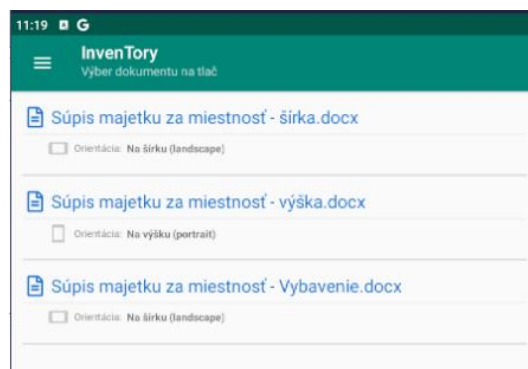 11:19 G
InvenTory
Výber dokumentu na tlač
Súpis majetku za miestnosť - šírka.docx
Orientácia: Na šírku (landscape)
Súpis majetku za miestnosť - výška.docx
Orientácia: Na výšku (portrait)
Súpis majetku za miestnosť - Vybavenie.docx
Orientácia: Na šírku (landscape)